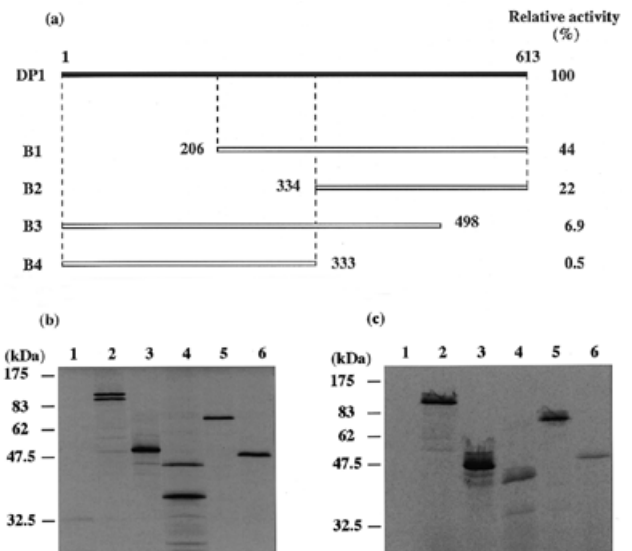 (a)
Relative activity
(%)
1 613
DP1 100
B1 206 44
B2 334 22
B3 498 6.9
B4 333 0.5
(b) (c)
(kDa) 1 2 3 4 5 6 (kDa) 1 2 3 4 5 6
175 175
83 83
62 62
47.5 47.5
32.5 32.5